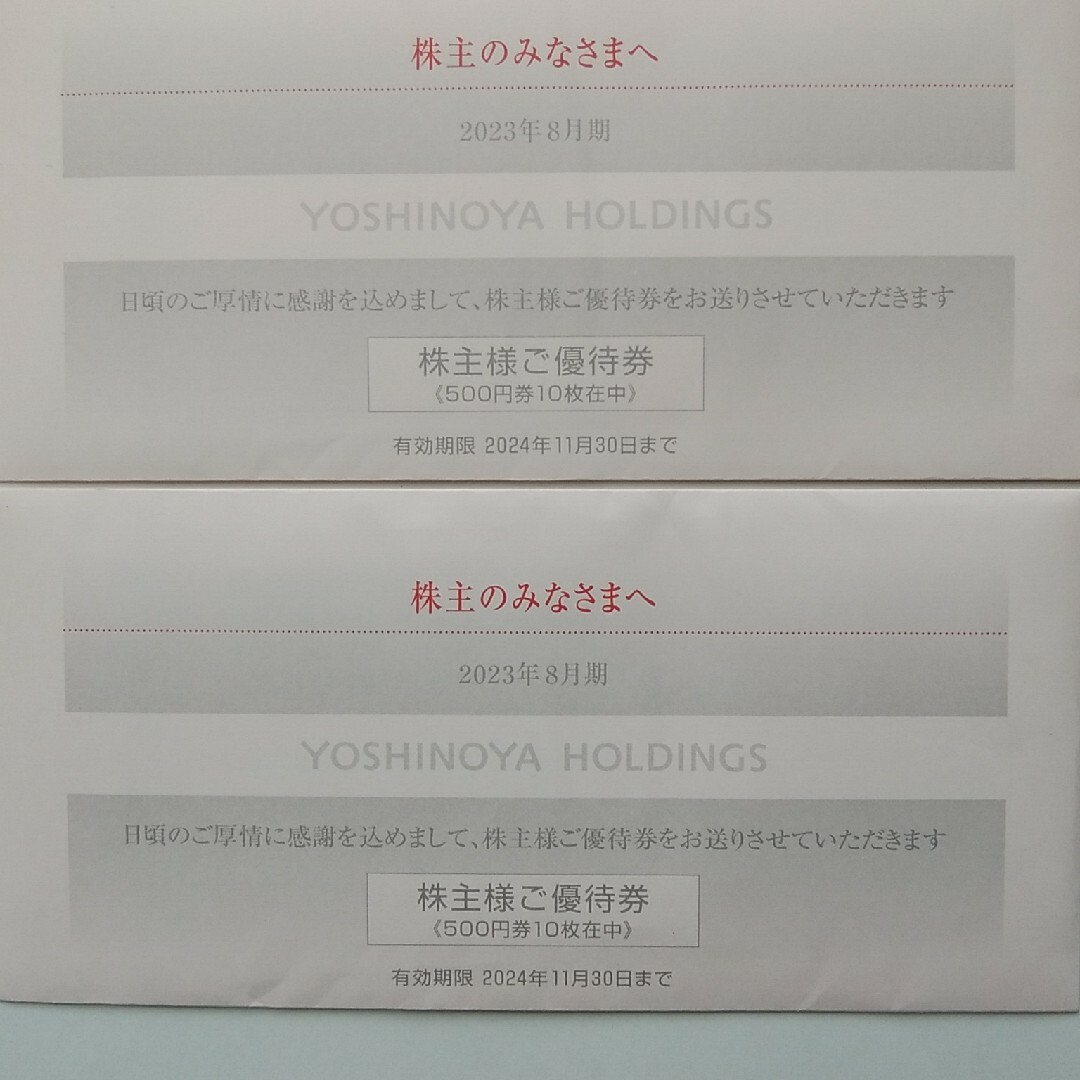 株主のみなさまへ
2023年8月期
YOSHINOYA HOLDINGS
日頃のご厚情に感謝を込めまして、株主様ご優待券をお送りさせていただきます
株主様ご優待券
《500円券10枚在中》
有効期限 2024年11月30日まで
株主のみなさまへ
2023年8月期
YOSHINOYA HOLDINGS
日頃のご厚情に感謝を込めまして、株主様ご優待券をお送りさせていただきます
株主様ご優待券
《500円券10枚在中》
有効期限 2024年11月30日まで